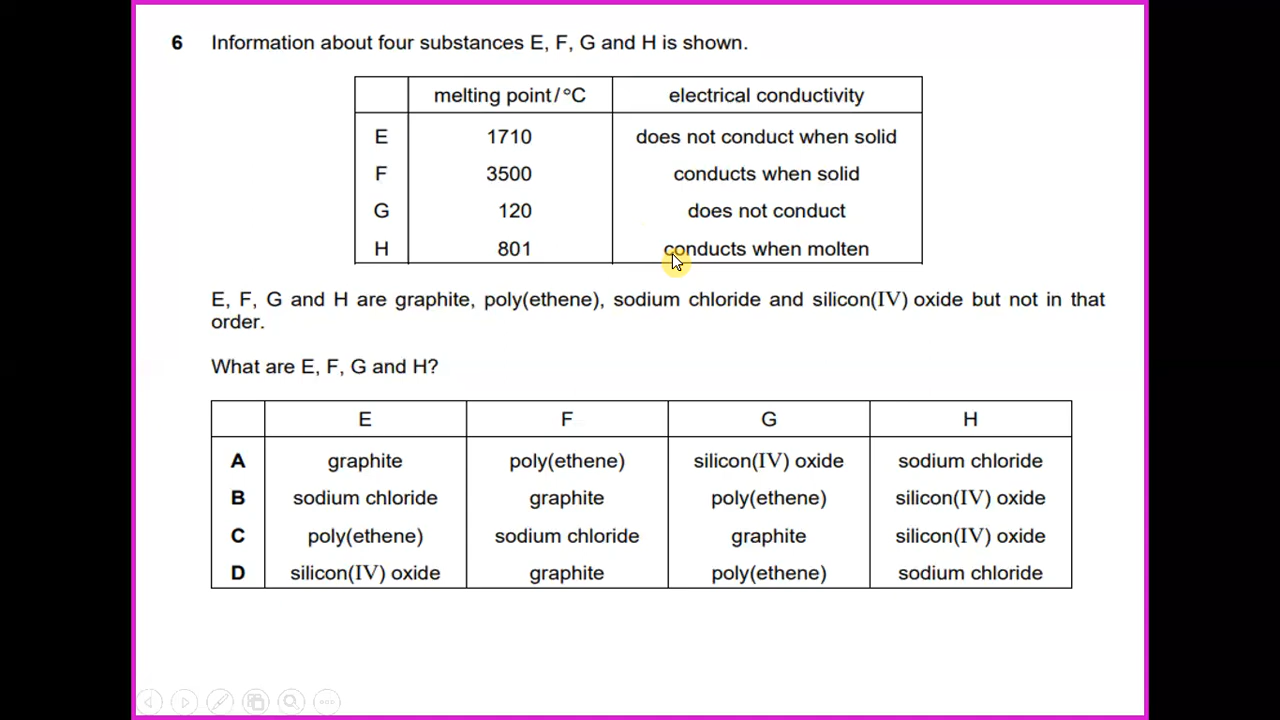 6 Information about four substances E, F, G and H is shown.
melting point / °C electrical conductivity
E 1710 does not conduct when solid
F 3500 conducts when solid
G 120 does not conduct
H 801 conducts when molten
E, F, G and H are graphite, poly(ethene), sodium chloride and silicon(IV) oxide but not in that
order.
What are E, F, G and H?
E F G H
A graphite poly(ethene) silicon(IV) oxide sodium chloride
B sodium chloride graphite poly(ethene) silicon(IV) oxide
C poly(ethene) sodium chloride graphite silicon(IV) oxide
D silicon(IV) oxide graphite poly(ethene) sodium chloride